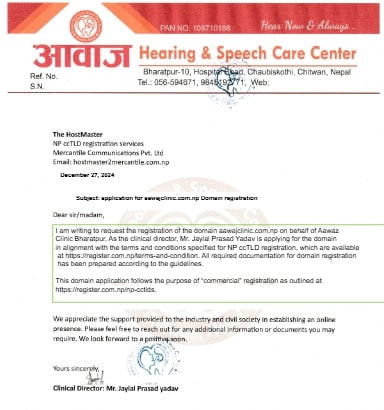 PAN NO: 108710188
Hear Now & Always...
आवाज
Hearing & Speech Care Center
Bharatpur-10, Hospital Road, Chaubiskothi, Chitwan, Nepal
Ref. No.
Tel.: 056-594671, 9845192771, Web:
S.N.
The HostMaster
NP ccTLD registration services
Mercantile Communications Pvt. Ltd
Email: hostmaster2mercantile.com.np
December 27, 2024
Subject: application for aawajclinic.com.np Domain registration
Dear sir/madam,
I am writing to request the registration of the domain aawajclinic.com.np on behalf of Aawaz
Clinic Bharatpur. As the clinical director, Mr. Jaylal Prasad Yadav is applying for the domain
in alignment with the terms and conditions specified for NP ccTLD registration, which are available
at https://register.com.np/terms-and-condition. All required documentation for domain registration
has been prepared according to the guidelines.
This domain application follows the purpose of "commercial" registration as outlined at
https://register.com.np/np-cctlds.
We appreciate the support provided to the industry and civil society in establishing an online
presence. Please feel free to reach out for any additional information or documents you may
require. We look forward to a positive soon.
Yours sincerely,
Clinical Director: Mr. Jaylal Prasad yadav